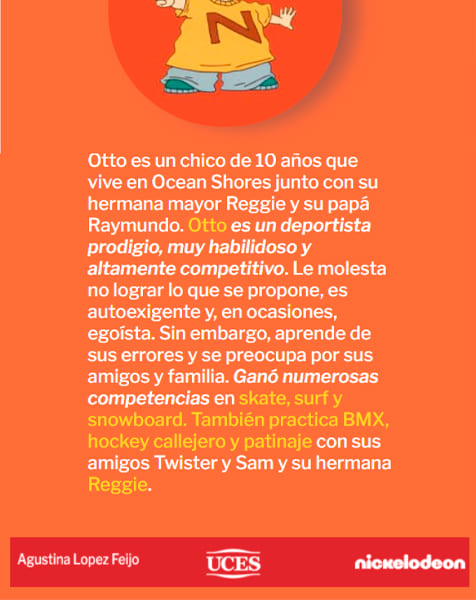 N
Otto es un chico de 10 años que
vive en Ocean Shores junto con su
hermana mayor Reggie y su papá
Raymundo. Otto es un deportista
prodigio, muy habilidoso y
altamente competitivo. Le molesta
no lograr lo que se propone, es
autoexigente y, en ocasiones,
egoísta. Sin embargo, aprende de
sus errores y se preocupa por sus
amigos y familia. Ganó numerosas
competencias en skate, surf y
snowboard. También practica BMX,
hockey callejero y patinaje con sus
amigos Twister y Sam y su hermana
Reggie.
Agustina Lopez Feijo
UCES
nickelodeon